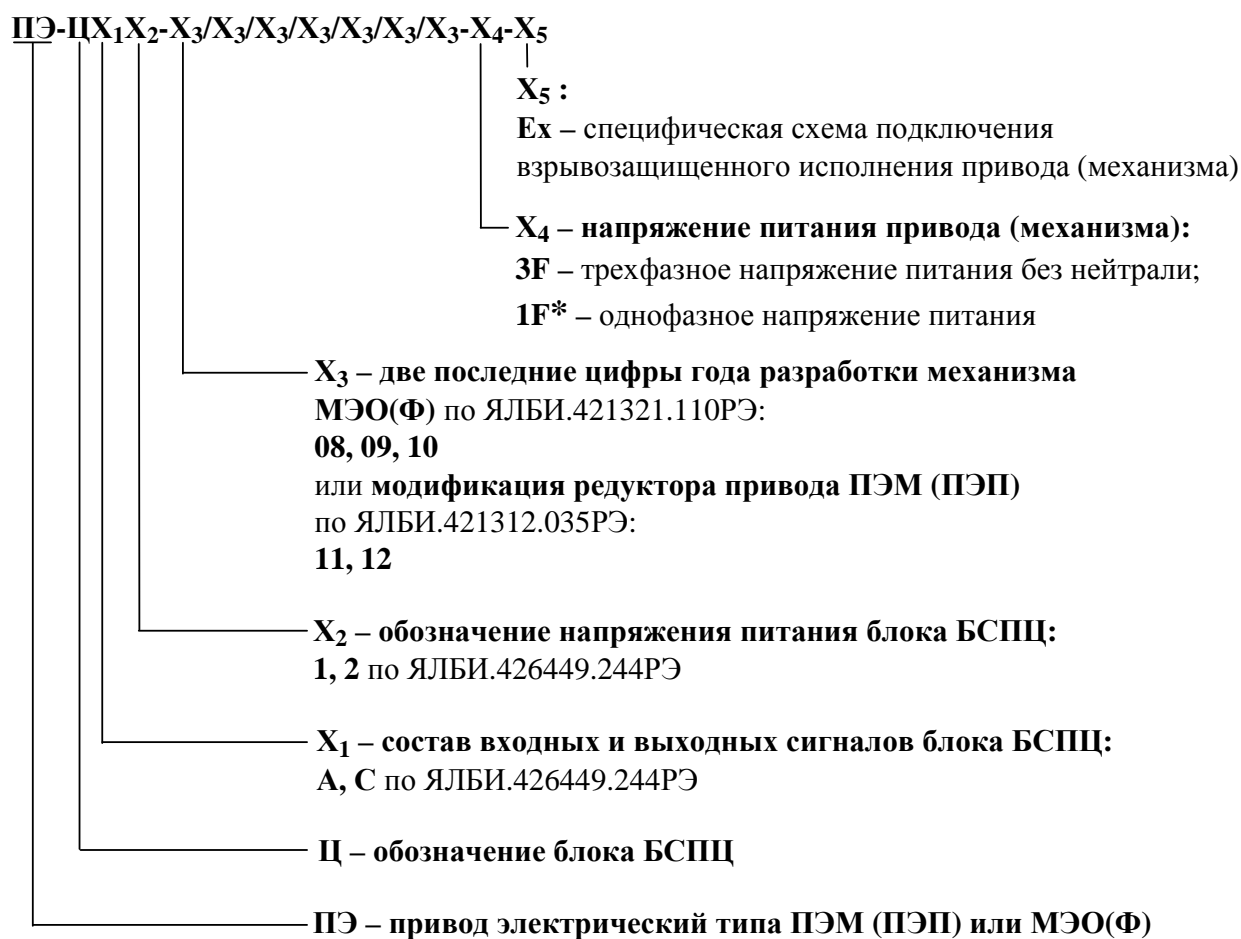 ПЭ-ЦX1X2-X3/X3/X3/X3/X3/X3/X3-X4-X5
X5 :
Ex – специфическая схема подключения
взрывозащищенного исполнения привода (механизма)
X4 – напряжение питания привода (механизма):
3F – трехфазное напряжение питания без нейтрали;
1F* – однофазное напряжение питания
X3 – две последние цифры года разработки механизма
МЭО(Ф) по ЯЛБИ.421321.110РЭ:
08, 09, 10
или модификация редуктора привода ПЭМ (ПЭП)
по ЯЛБИ.421312.035РЭ:
11, 12
X2 – обозначение напряжения питания блока БСПЦ:
1, 2 по ЯЛБИ.426449.244РЭ
X1 – состав входных и выходных сигналов блока БСПЦ:
А, С по ЯЛБИ.426449.244РЭ
Ц – обозначение блока БСПЦ
ПЭ – привод электрический типа ПЭМ (ПЭП) или МЭО(Ф)